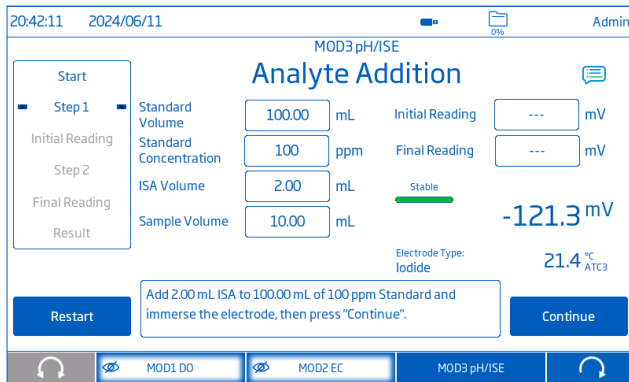 20:42:11 2024/06/11 0% Admin
MOD3 pH/ISE
Analyte Addition
Start
Step 1
Initial Reading
Step 2
Final Reading
Result
Standard
Volume
100.00 mL
Standard
Concentration
100 ppm
ISA Volume
2.00 mL
Sample Volume
10.00 mL
Initial Reading --- mV
Final Reading --- mV
Stable
-121.3 mV
Electrode Type:
Iodide
21.4 °C
ATC3
Restart
Add 2.00 mL ISA to 100.00 mL of 100 ppm Standard and
immerse the electrode, then press "Continue".
Continue
MOD1 DO MOD2 EC MOD3 pH/ISE